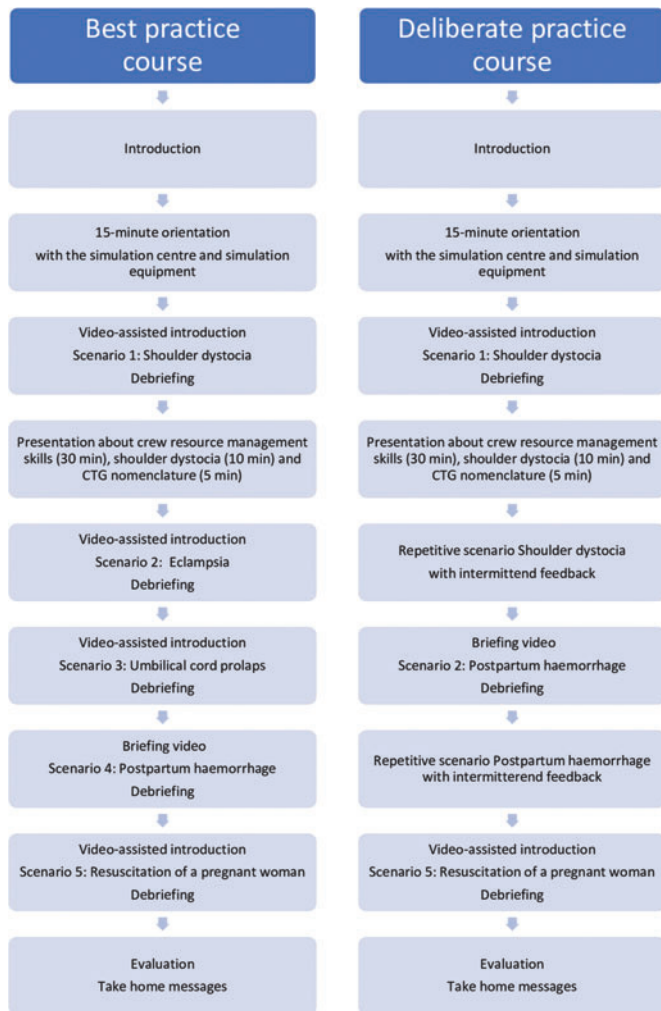 Best practice
course
Introduction
15-minute orientation
with the simulation centre and simulation
equipment
Video-assisted introduction
Scenario 1: Shoulder dystocia
Debriefing
Presentation about crew resource management
skills (30 min), shoulder dystocia (10 min) and
CTG nomenclature (5 min)
Video-assisted introduction
Scenario 2:  Eclampsia
Debriefing
Video-assisted introduction
Scenario 3: Umbilical cord prolaps
Debriefing
Briefing video
Scenario 4: Postpartum haemorrhage
Debriefing
Video-assisted introduction
Scenario 5: Resuscitation of a pregnant woman
Debriefing
Evaluation
Take home messages
Deliberate practice
course
Introduction
15-minute orientation
with the simulation centre and simulation
equipment
Video-assisted introduction
Scenario 1: Shoulder dystocia
Debriefing
Presentation about crew resource management
skills (30 min), shoulder dystocia (10 min) and
CTG nomenclature (5 min)
Repetitive scenario Shoulder dystocia
with intermittend feedback
Briefing video
Scenario 2: Postpartum haemorrhage
Debriefing
Repetitive scenario Postpartum haemorrhage
with intermitterend feedback
Video-assisted introduction
Scenario 5: Resuscitation of a pregnant woman
Debriefing
Evaluation
Take home messages